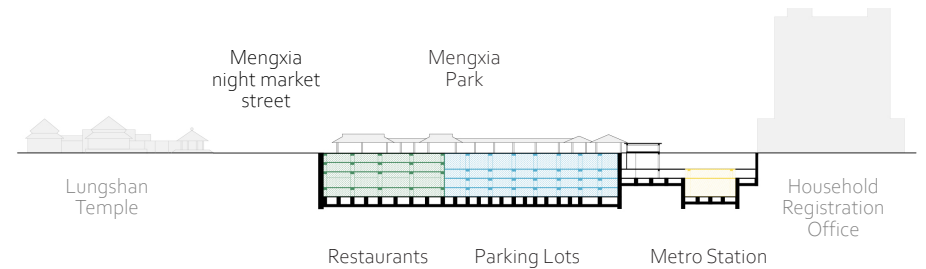 Mengxia
night market
street
Mengxia
Park
Lungshan
Temple
Household
Registration
Office
Restaurants
Parking Lots
Metro Station